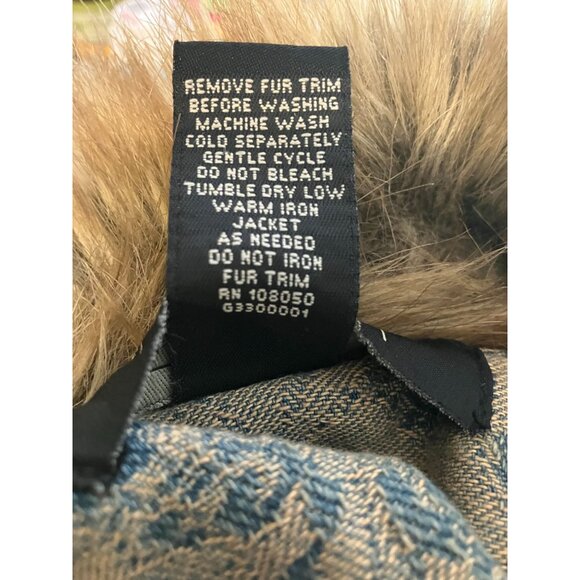 REMOVE FUR TRIM
BEFORE WASHING
MACHINE WASH
COLD SEPARATELY
GENTLE CYCLE
DO NOT BLEACH
TUMBLE DRY LOW
WARM IRON
JACKET
AS NEEDED
DO NOT IRON
FUR TRIM
RN 108050
G3300001